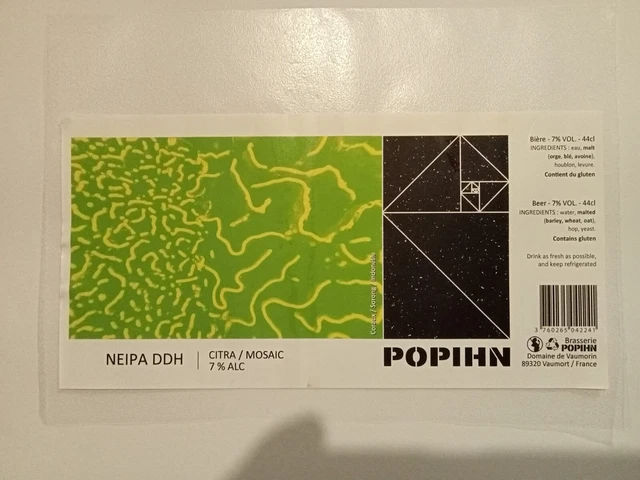 NEIPA DDH
CITRA / MOSAIC
7 % ALC
POPIHN
Bière - 7% VOL. - 44cl
INGREDIENTS : eau, malt
(orge, blé, avoine),
houblon, levure.
Contient du gluten
Beer - 7% VOL. - 44cl
INGREDIENTS : water, malted
(barley, wheat, oat),
hop, yeast.
Contains gluten
Drink as fresh as possible,
and keep refrigerated
3 760265 042241
Brasserie
POPIHN
Domaine de Vaumorin
89320 Vaumort / France